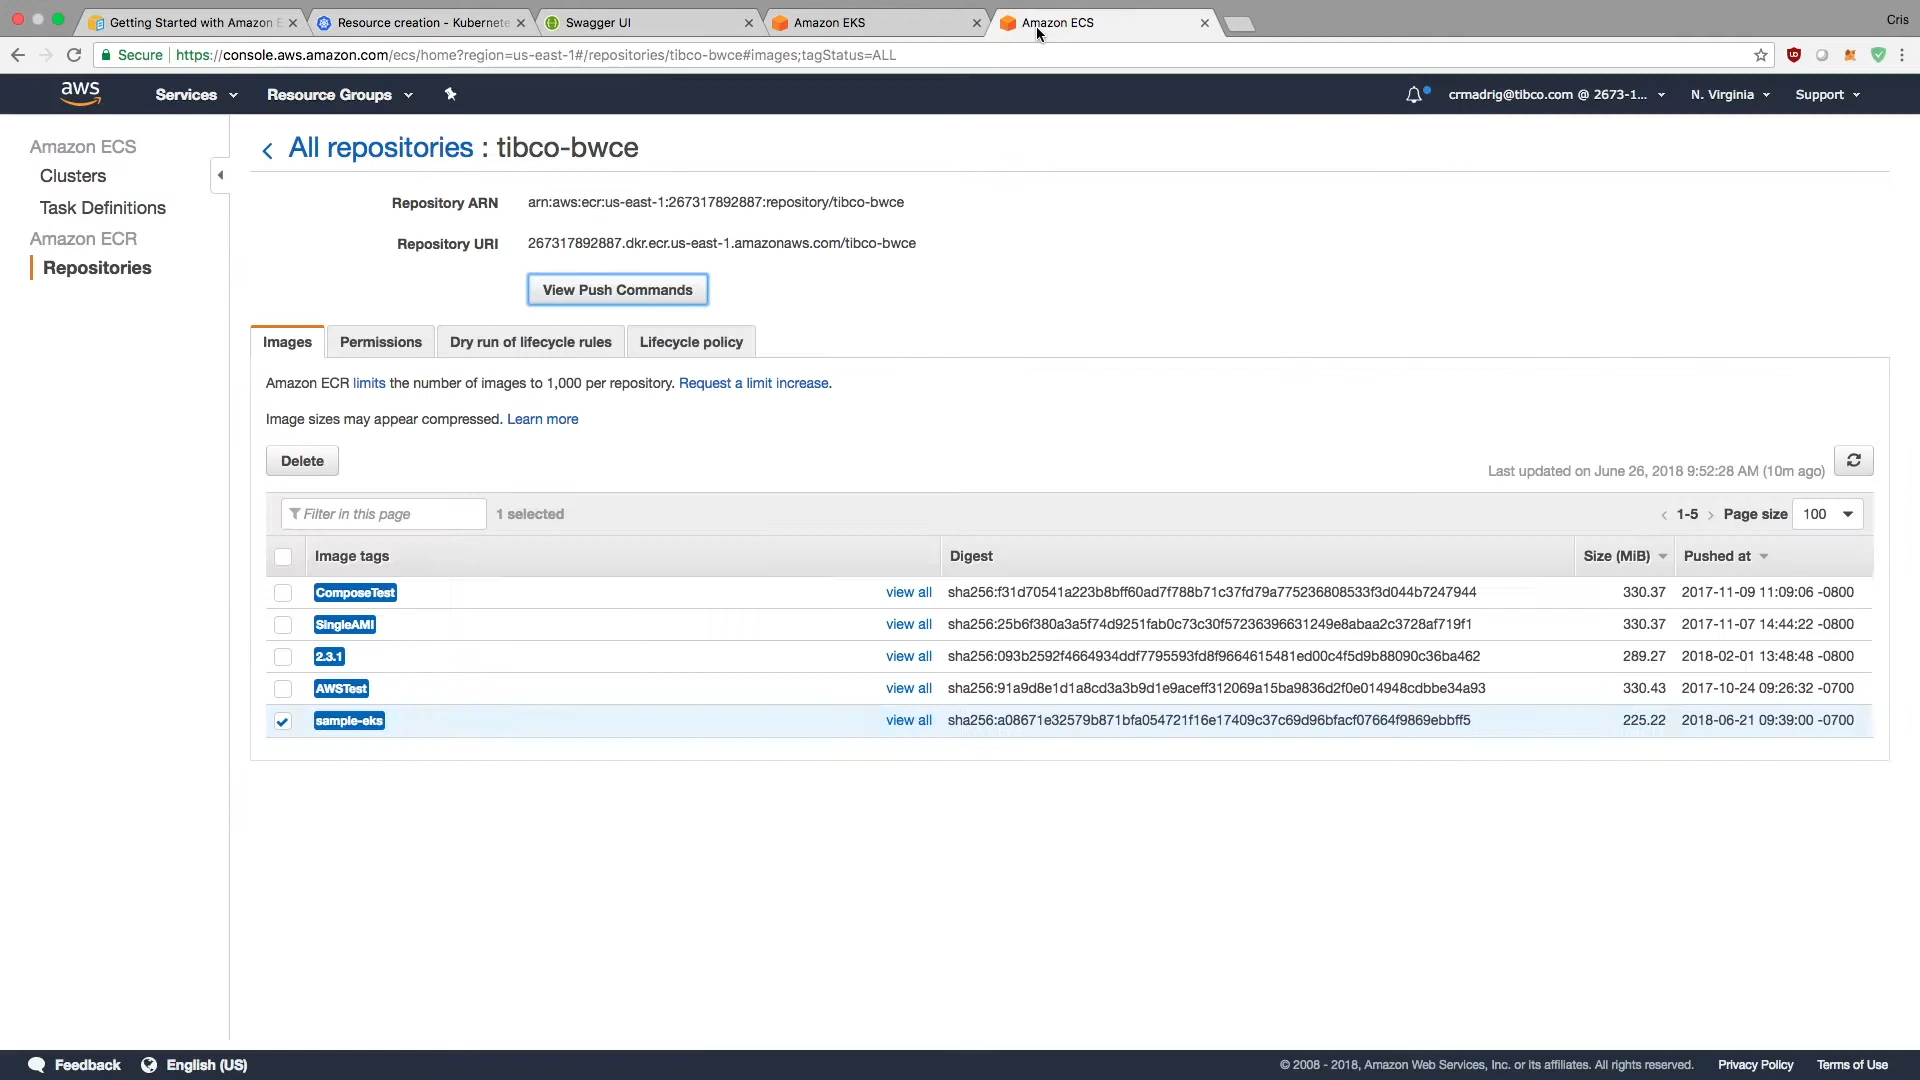 Getting Started with Amazon E
Resource creation - Kubernete
Swagger UI
Amazon EKS
Amazon ECS
Cris
Secure
https://console.aws.amazon.com/ecs/home?region=us-east-1#/repositories/tibco-bwce#images;tagStatus=ALL
aws
Services
Resource Groups
crmadrig@tibco.com @ 2673-1...
N. Virginia
Support
Amazon ECS
Clusters
Task Definitions
Amazon ECR
Repositories
All repositories : tibco-bwce
Repository ARN arn:aws:ecr:us-east-1:267317892887:repository/tibco-bwce
Repository URI 267317892887.dkr.ecr.us-east-1.amazonaws.com/tibco-bwce
View Push Commands
Images Permissions Dry run of lifecycle rules Lifecycle policy
Amazon ECR limits the number of images to 1,000 per repository. Request a limit increase.
Image sizes may appear compressed. Learn more
Delete
Last updated on June 26, 2018 9:52:28 AM (10m ago)
Filter in this page 1 selected < 1-5 > Page size 100
Image tags Digest Size (MiB) Pushed at
ComposeTest view all sha256:f31d70541a223b8bff60ad7f788b71c37fd79a775236808533f3d044b7247944 330.37 2017-11-09 11:09:06 -0800
SingleAMI view all sha256:25b6f380a3a5f74d9251fab0c73c30f57236396631249e8abaa2c3728af719f1 330.37 2017-11-07 14:44:22 -0800
2.3.1 view all sha256:093b2592f4664934ddf7795593fd8f9664615481ed00c4f5d9b88090c36ba462 289.27 2018-02-01 13:48:48 -0800
AWSTest view all sha256:91a9d8e1d1a8cd3a3b9d1e9aceff312069a15ba9836d2f0e014948cdbbe34a93 330.43 2017-10-24 09:26:32 -0700
sample-eks view all sha256:a08671e32579b871bfa054721f16e17409c37c69d96bfacf07664f9869ebbff5 225.22 2018-06-21 09:39:00 -0700
Feedback English (US) © 2008 - 2018, Amazon Web Services, Inc. or its affiliates. All rights reserved. Privacy Policy Terms of Use